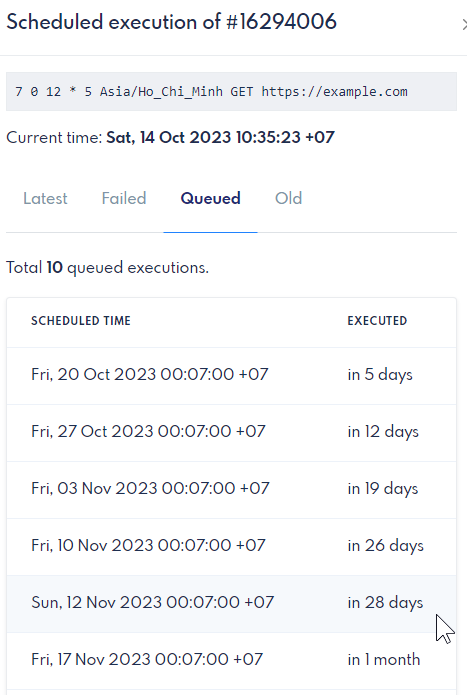 Scheduled execution of #16294006
7 0 12 * 5 Asia/Ho_Chi_Minh GET https://example.com
Current time: Sat, 14 Oct 2023 10:35:23 +07
Latest Failed Queued Old
Total 10 queued executions.
SCHEDULED TIME EXECUTED
Fri, 20 Oct 2023 00:07:00 +07 in 5 days
Fri, 27 Oct 2023 00:07:00 +07 in 12 days
Fri, 03 Nov 2023 00:07:00 +07 in 19 days
Fri, 10 Nov 2023 00:07:00 +07 in 26 days
Sun, 12 Nov 2023 00:07:00 +07 in 28 days
Fri, 17 Nov 2023 00:07:00 +07 in 1 month